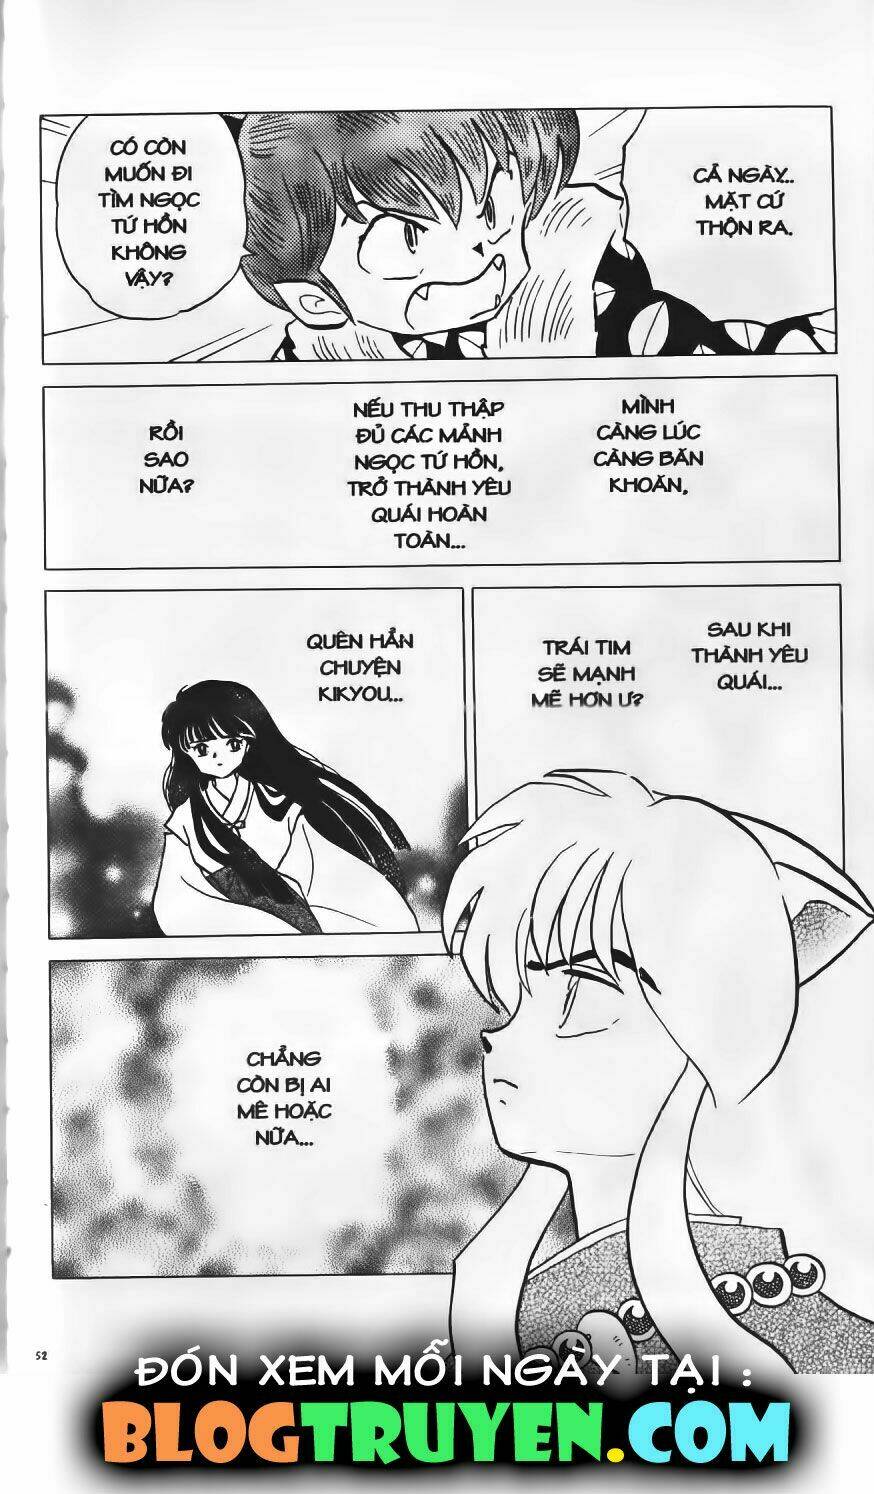 CẢ NGÀY...
MẶT CỨ
THỘN RA.
CÓ CÒN
MUỐN ĐI
TÌM NGỌC
TỨ HỒN
KHÔNG
VẬY?
MÌNH
CÀNG LÚC
CÀNG BĂN
KHOĂN.
NẾU THU THẬP
ĐỦ CÁC MẢNH
NGỌC TỨ HỒN,
TRỞ THÀNH YÊU
QUÁI HOÀN
TOÀN...
RỒI
SAO
NỮA?
SAU KHI
THÀNH YÊU
QUÁI...
TRÁI TIM
SẼ MẠNH
MẼ HƠN Ư?
QUÊN HẲN
CHUYỆN
KIKYOU...
CHẲNG
CÒN BỊ AI
MÊ HOẶC
NỮA...
52
ĐÓN XEM MỖI NGÀY TẠI :
BLOGTRUYEN.COM